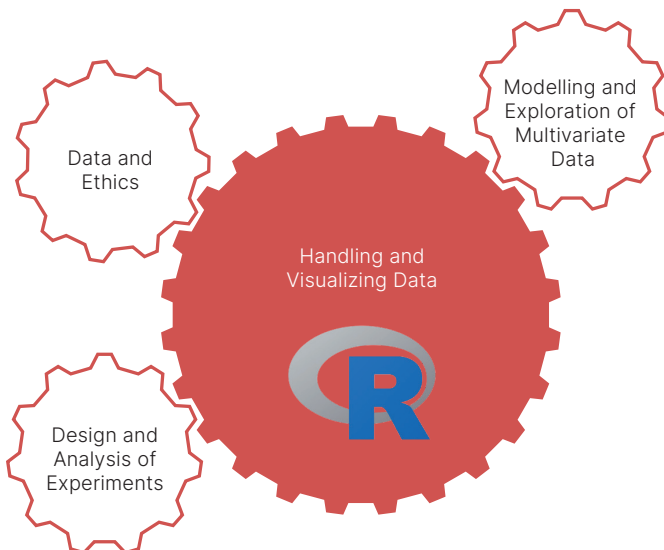 Modelling and
Exploration of
Multivariate
Data
Data and
Ethics
Handling and
Visualizing Data
R
Design and
Analysis of
Experiments